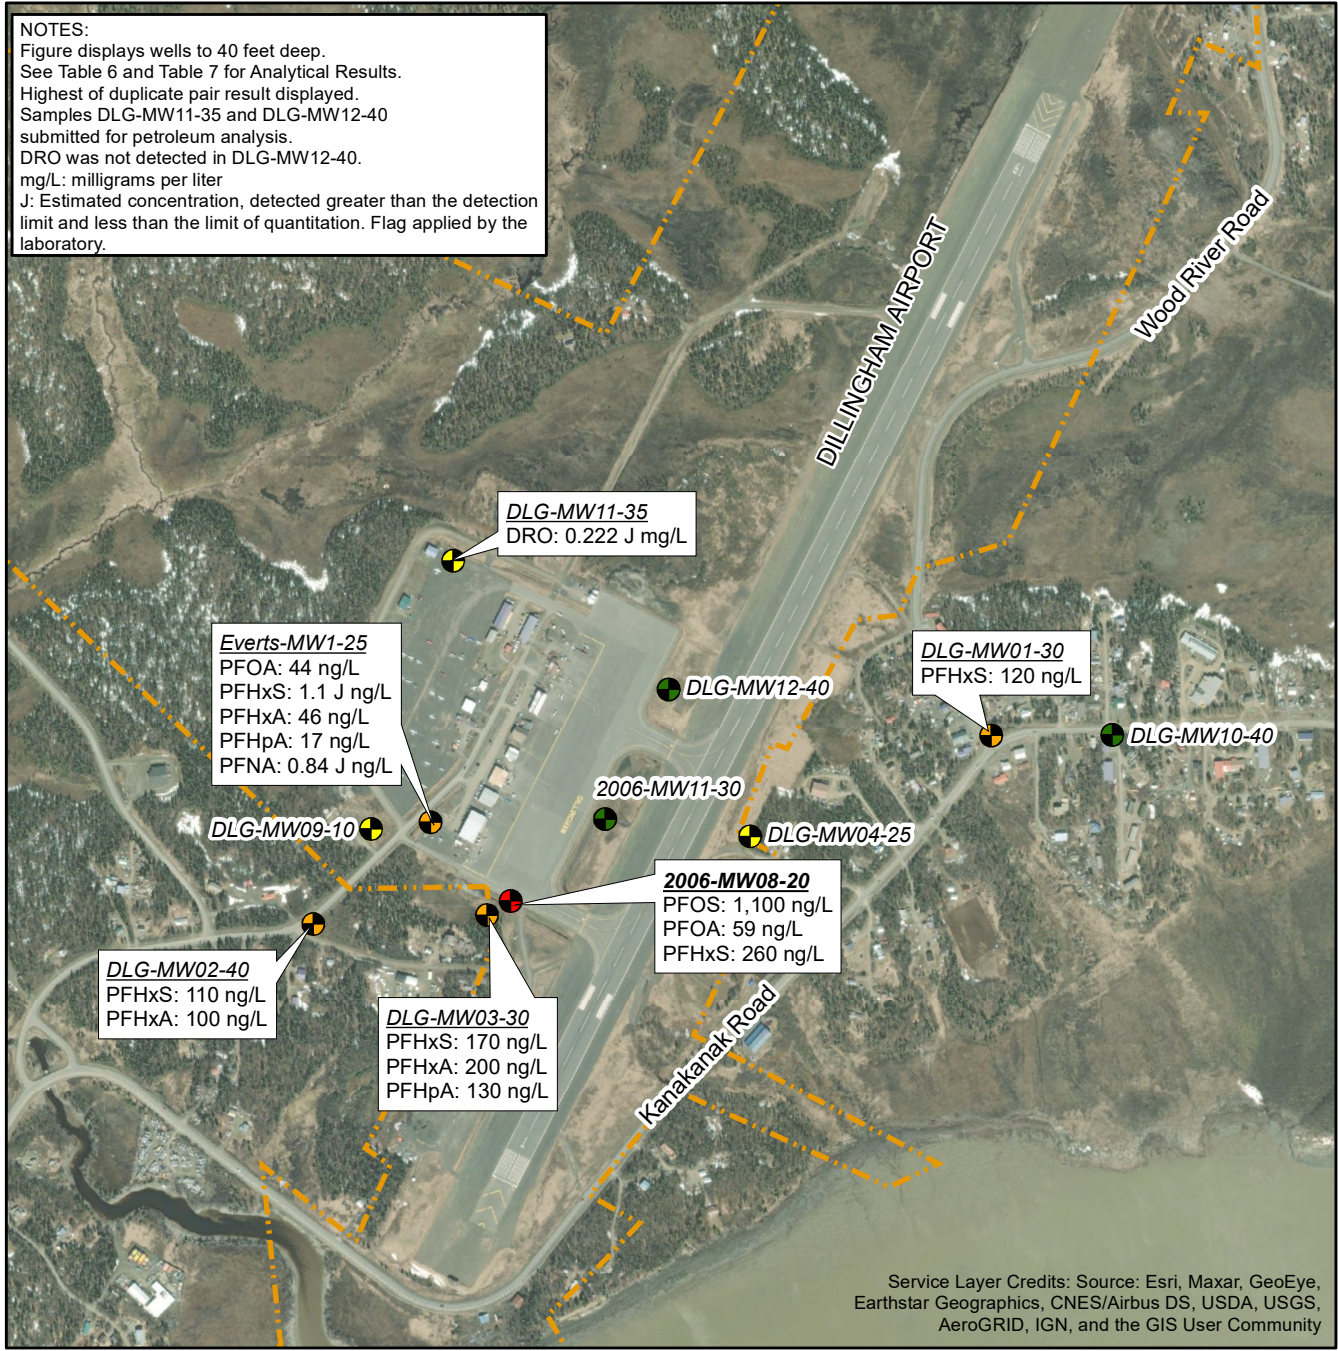 NOTES:
Figure displays wells to 40 feet deep.
See Table 6 and Table 7 for Analytical Results.
Highest of duplicate pair result displayed.
Samples DLG-MW11-35 and DLG-MW12-40
submitted for petroleum analysis.
DRO was not detected in DLG-MW12-40.
mg/L: milligrams per liter
J: Estimated concentration, detected greater than the detection
limit and less than the limit of quantitation. Flag applied by the
laboratory.
Wood River Road
DILLINGHAM AIRPORT
DLG-MW11-35
DRO: 0.222 J mg/L
Everts-MW1-25
PFOA: 44 ng/L
PFHxS: 1.1 J ng/L
PFHxA: 46 ng/L
PFHpA: 17 ng/L
PFNA: 0.84 J ng/L
DLG-MW01-30
PFHxS: 120 ng/L
DLG-MW12-40
DLG-MW10-40
2006-MW11-30
DLG-MW09-10
DLG-MW04-25
2006-MW08-20
PFOS: 1,100 ng/L
PFOA: 59 ng/L
PFHxS: 260 ng/L
DLG-MW02-40
PFHxS: 110 ng/L
PFHxA: 100 ng/L
DLG-MW03-30
PFHxS: 170 ng/L
PFHxA: 200 ng/L
PFHpA: 130 ng/L
Kanakanak Road
Service Layer Credits: Source: Esri, Maxar, GeoEye,
Earthstar Geographics, CNES/Airbus DS, USDA, USGS,
AeroGRID, IGN, and the GIS User Community